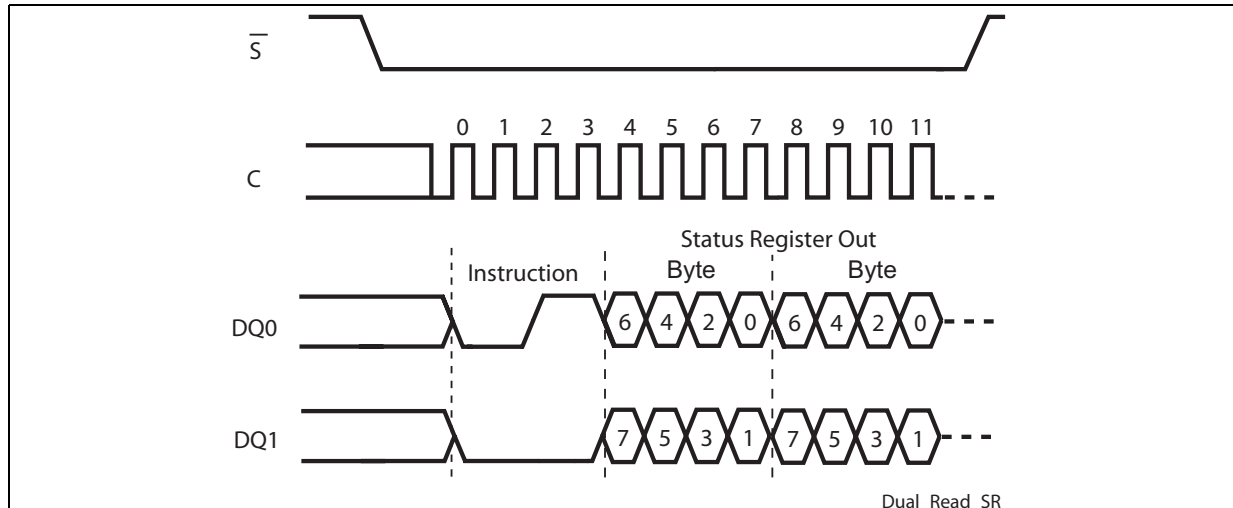 S
0 1 2 3 4 5 6 7 8 9 10 11
C
Status Register Out
Instruction Byte Byte
DQ0 6 4 2 0 6 4 2 0
DQ1 7 5 3 1 7 5 3 1
Dual_Read_SR